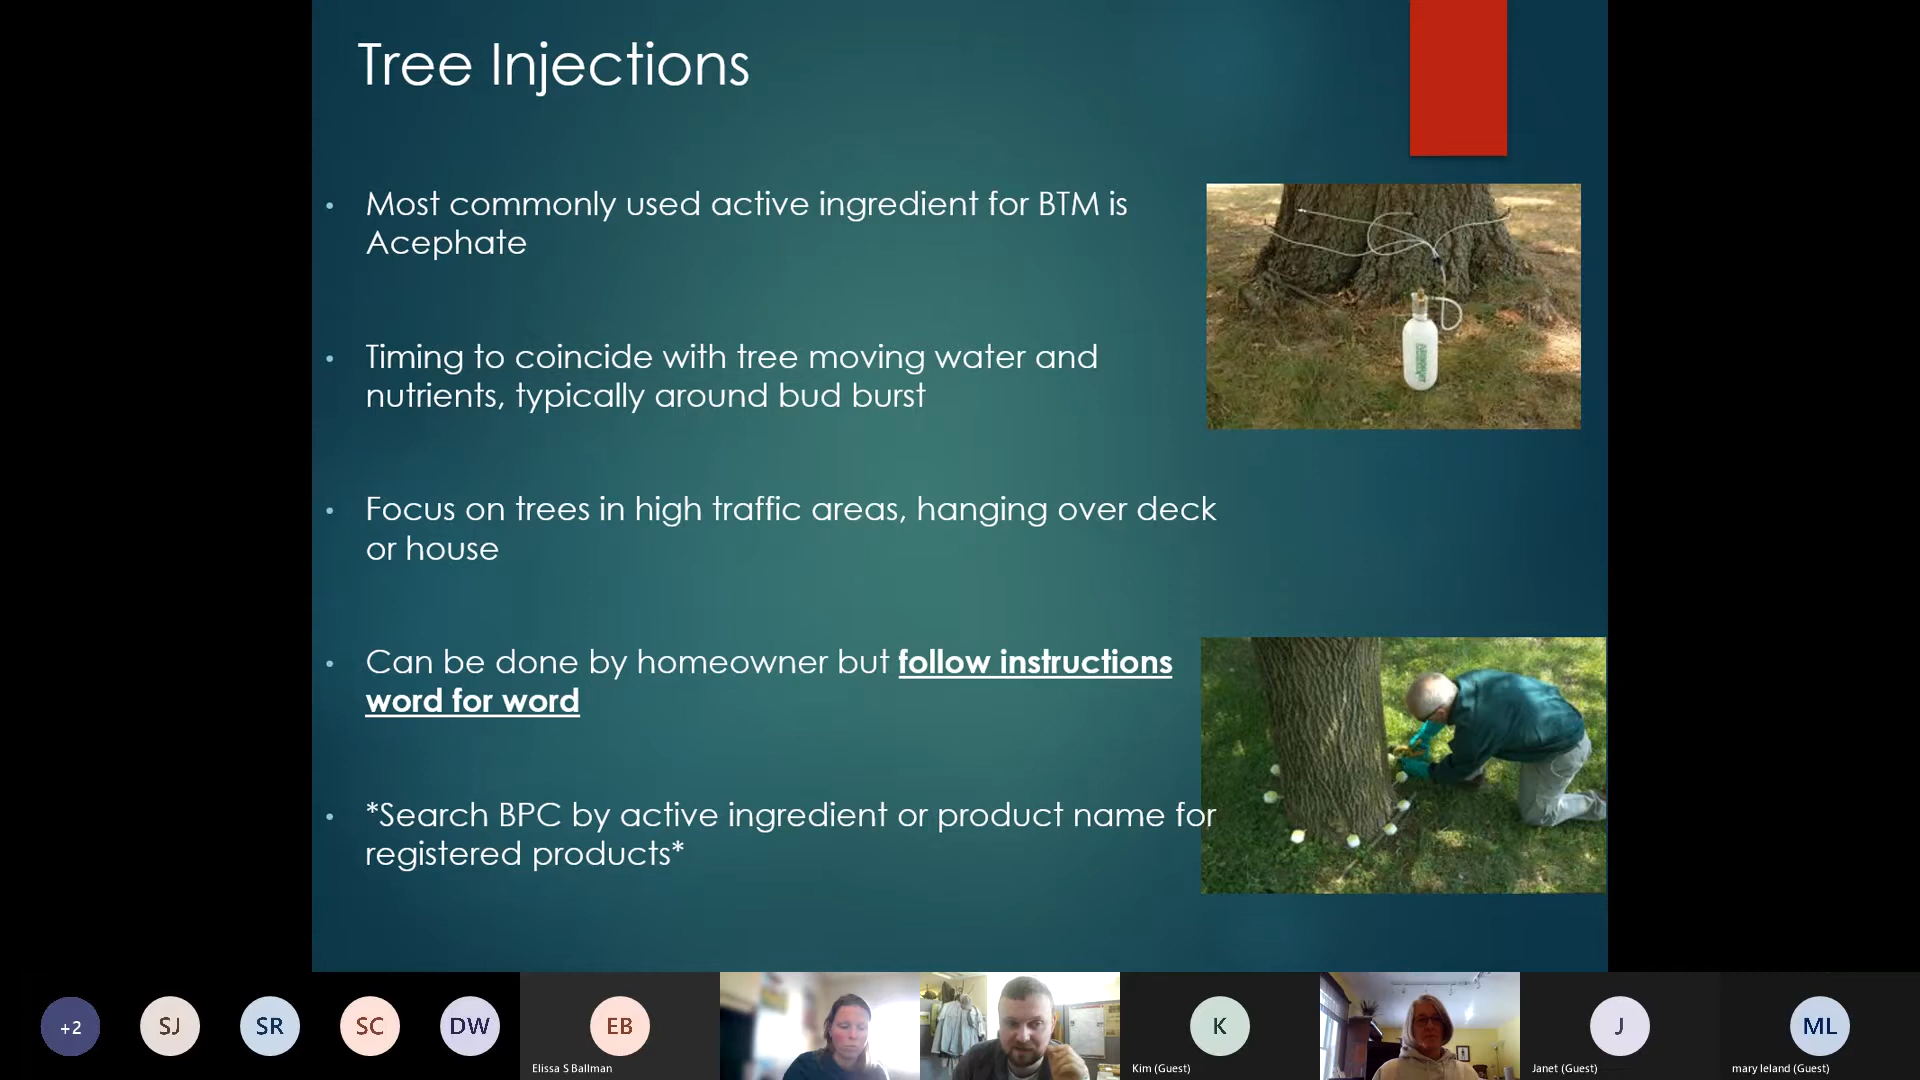 Tree Injections
Most commonly used active ingredient for BTM is
Acephate
Timing to coincide with tree moving water and
nutrients, typically around bud burst
Focus on trees in high traffic areas, hanging over deck
or house
Can be done by homeowner but follow instructions
word for word
*Search BPC by active ingredient or product name for
registered products*
+2
SJ
SR
SC
DW
EB
K
J
ML
Elissa S Ballman
Kim (Guest)
Janet (Guest)
mary leland (Guest)